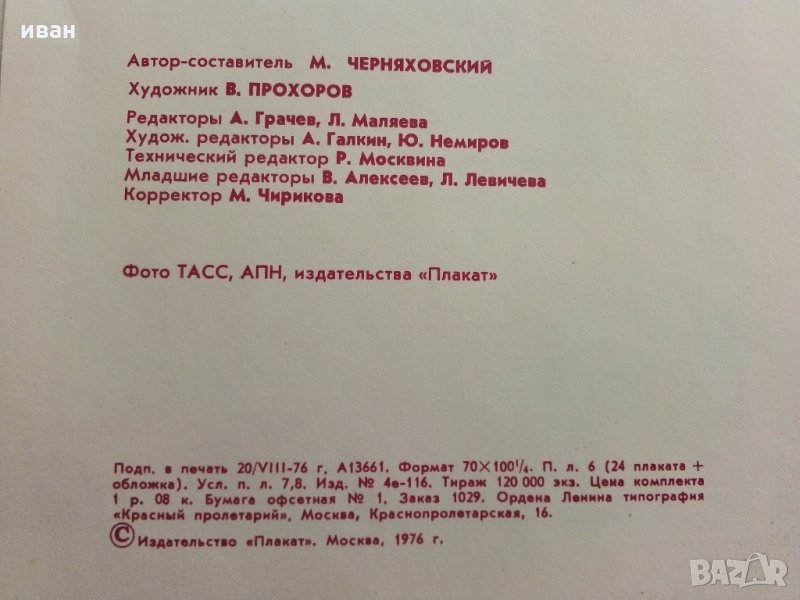 иван
Автор-составитель М. ЧЕРНЯХОВСКИЙ
Художник В. ПРОХОРОВ
Редакторы А. Грачев, Л. Маляева
Худож. редакторы А. Галкин, Ю. Немиров
Технический редактор Р. Москвина
Младшие редакторы В. Алексеев, Л. Левичева
Корректор М. Чирикова
Фото ТАСС, АПН, издательства «Плакат»
Подп. в печать 20/VIII-76 г. А13661. Формат 70×100¹/₄. П. л. 6 (24 плаката +
обложка). Усл. п. л. 7,8. Изд. № 4е-116. Тираж 120 000 экз. Цена комплекта
1 р. 08 к. Бумага офсетная № 1. Заказ 1029. Ордена Ленина типография
«Красный пролетарий», Москва, Краснопролетарская, 16.
© Издательство «Плакат». Москва, 1976 г.
BAZAR